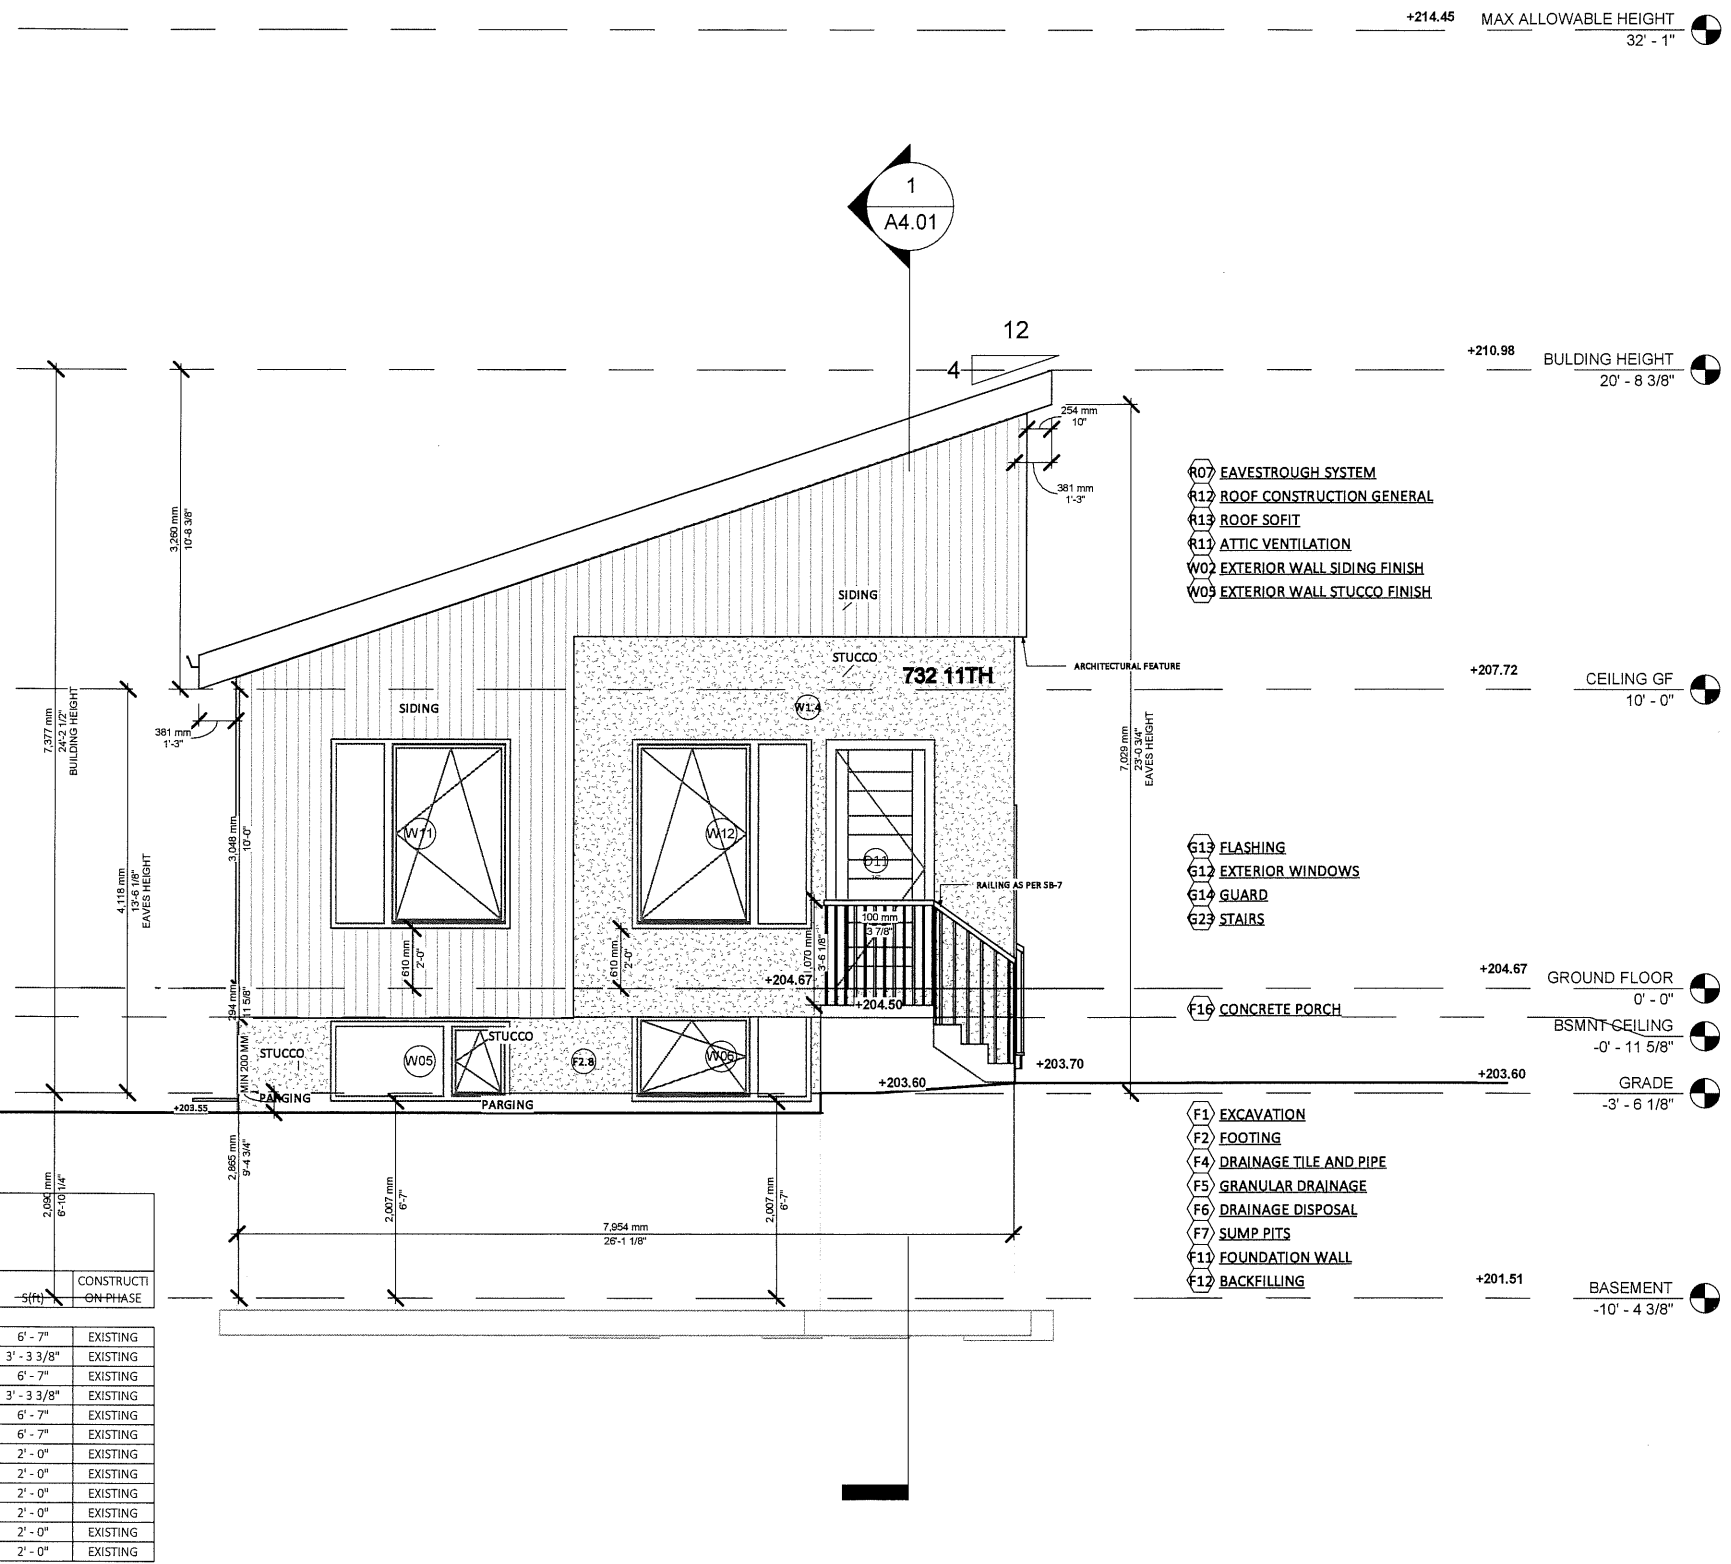 +214.45 MAX ALLOWABLE HEIGHT
32' - 1"
1
A4.01
12
4
+210.98 BULDING HEIGHT
20' - 8 3/8"
254 mm
10"
381 mm
1'-3"
3,260 mm
10'-8 3/8"
R07 EAVESTROUGH SYSTEM
R12 ROOF CONSTRUCTION GENERAL
R13 ROOF SOFIT
R11 ATTIC VENTILATION
W02 EXTERIOR WALL SIDING FINISH
W05 EXTERIOR WALL STUCCO FINISH
SIDING
STUCCO
732 11TH
ARCHITECTURAL FEATURE
+207.72 CEILING GF
10' - 0"
W1.4
SIDING
381 mm
1'-3"
7,377 mm
24'-2 1/2"
BUILDING HEIGHT
7,029 mm
23'-0 3/4"
EAVES HEIGHT
4,118 mm
13'-6 1/8"
EAVES HEIGHT
3,048 mm
10'-0"
W11
W12
D11
G13 FLASHING
G12 EXTERIOR WINDOWS
G14 GUARD
G23 STAIRS
RAILING AS PER SB-7
100 mm
3 7/8"
610 mm
2'-0"
610 mm
2'-0"
1,070 mm
3'-6 1/8"
+204.67
+204.50
+204.67 GROUND FLOOR
0' - 0"
294 mm
11 5/8"
F16 CONCRETE PORCH
BSMNT CEILING
-0' - 11 5/8"
STUCCO
STUCCO
W05
F2.8
W06
MIN 200 MM
+203.70
+203.60
+203.60 GRADE
-3' - 6 1/8"
PARGING
PARGING
+203.55
F1 EXCAVATION
F2 FOOTING
F4 DRAINAGE TILE AND PIPE
F5 GRANULAR DRAINAGE
F6 DRAINAGE DISPOSAL
F7 SUMP PITS
F11 FOUNDATION WALL
F12 BACKFILLING
2,865 mm
9'-4 3/4"
2,090 mm
6'-10 1/4"
2,007 mm
6'-7"
2,007 mm
6'-7"
7,954 mm
26'-1 1/8"
+201.51 BASEMENT
-10' - 4 3/8"
S(ft) CONSTRUCTI
ON PHASE
6' - 7" EXISTING
3' - 3 3/8" EXISTING
6' - 7" EXISTING
3' - 3 3/8" EXISTING
6' - 7" EXISTING
6' - 7" EXISTING
2' - 0" EXISTING
2' - 0" EXISTING
2' - 0" EXISTING
2' - 0" EXISTING
2' - 0" EXISTING
2' - 0" EXISTING